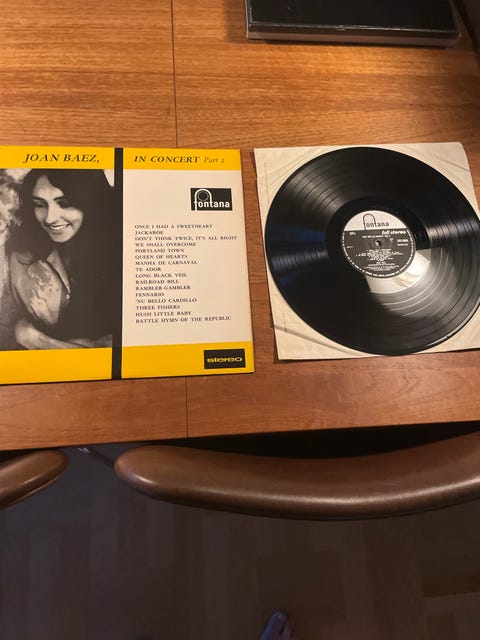 JOAN BAEZ, IN CONCERT Part 2
fontana
ONCE I HAD A SWEETHEART
JACKAROE
DON'T THINK TWICE, IT'S ALL RIGHT
WE SHALL OVERCOME
PORTLAND TOWN
QUEEN OF HEARTS
MANHA DE CARNAVAL
TE ADOR
LONG BLACK VEIL
RAILROAD BILL
RAMBLER-GAMBLER
FENNARIO
'NU BELLO CARDILLO
THREE FISHERS
HUSH LITTLE BABY
BATTLE HYMN OF THE REPUBLIC
stereo
fontana
full stereo